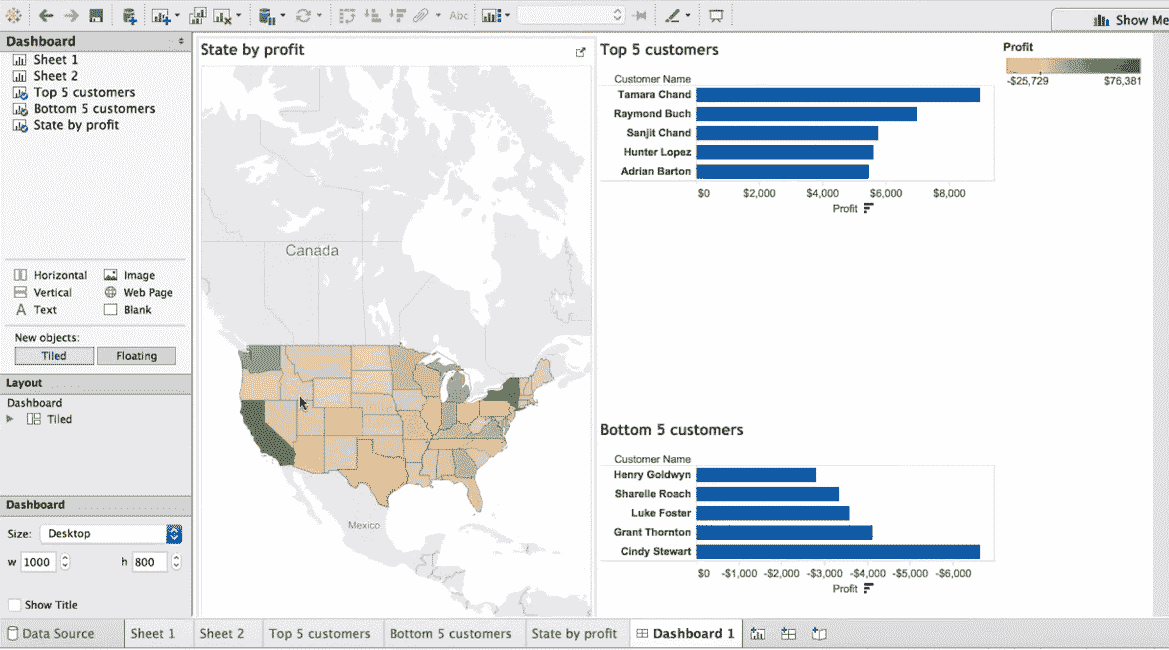 Abc
Show Me
Dashboard
Sheet 1
Sheet 2
Top 5 customers
Bottom 5 customers
State by profit
Horizontal
Image
Vertical
Web Page
Text
Blank
New objects:
Tiled
Floating
Layout
Dashboard
Tiled
Dashboard
Size: Desktop
w 1000 h 800
Show Title
State by profit
Canada
Mexico
Top 5 customers
Customer Name
Tamara Chand
Raymond Buch
Sanjit Chand
Hunter Lopez
Adrian Barton
$0 $2,000 $4,000 $6,000 $8,000
Profit
Bottom 5 customers
Customer Name
Henry Goldwyn
Sharelle Roach
Luke Foster
Grant Thornton
Cindy Stewart
$0 -$1,000 -$2,000 -$3,000 -$4,000 -$5,000 -$6,000
Profit
Profit
-$25,729 $76,381
Data Source Sheet 1 Sheet 2 Top 5 customers Bottom 5 customers State by profit Dashboard 1